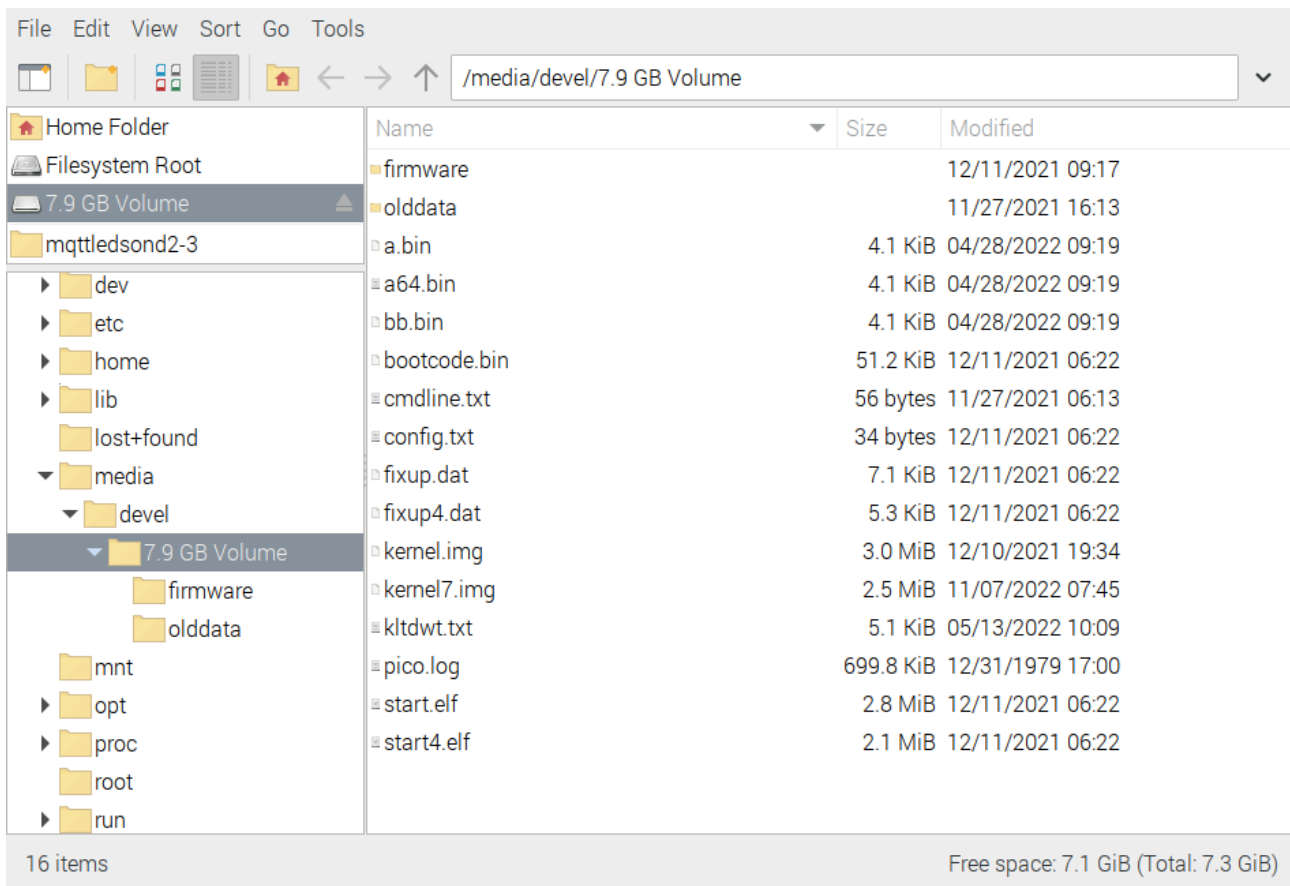 File Edit View Sort Go Tools
/media/devel/7.9 GB Volume
Home Folder
Filesystem Root
7.9 GB Volume
mqttledsond2-3
dev
etc
home
lib
lost+found
media
devel
7.9 GB Volume
firmware
olddata
mnt
opt
proc
root
run
Name Size Modified
firmware 12/11/2021 09:17
olddata 11/27/2021 16:13
a.bin 4.1 KiB 04/28/2022 09:19
a64.bin 4.1 KiB 04/28/2022 09:19
bb.bin 4.1 KiB 04/28/2022 09:19
bootcode.bin 51.2 KiB 12/11/2021 06:22
cmdline.txt 56 bytes 11/27/2021 06:13
config.txt 34 bytes 12/11/2021 06:22
fixup.dat 7.1 KiB 12/11/2021 06:22
fixup4.dat 5.3 KiB 12/11/2021 06:22
kernel.img 3.0 MiB 12/10/2021 19:34
kernel7.img 2.5 MiB 11/07/2022 07:45
kltdwt.txt 5.1 KiB 05/13/2022 10:09
pico.log 699.8 KiB 12/31/1979 17:00
start.elf 2.8 MiB 12/11/2021 06:22
start4.elf 2.1 MiB 12/11/2021 06:22
16 items Free space: 7.1 GiB (Total: 7.3 GiB)